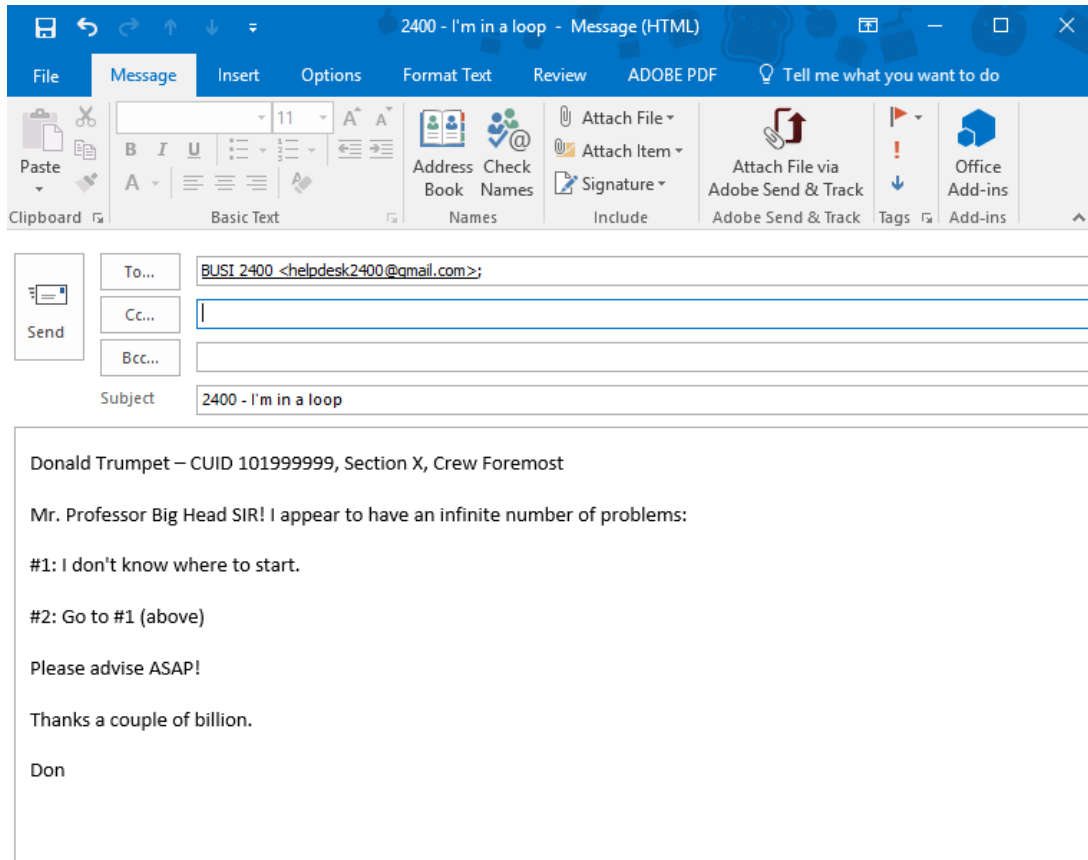 2400 - I'm in a loop - Message (HTML)
File Message Insert Options Format Text Review ADOBE PDF Tell me what you want to do
Paste
11
B I U
A
Address Book
Check Names
Attach File
Attach Item
Signature
Attach File via
Adobe Send & Track
Office
Add-ins
Clipboard Basic Text Names Include Adobe Send & Track Tags Add-ins
Send
To... BUSI 2400 <helpdesk2400@gmail.com>;
Cc...
Bcc...
Subject 2400 - I'm in a loop
Donald Trumpet – CUID 101999999, Section X, Crew Foremost
Mr. Professor Big Head SIR! I appear to have an infinite number of problems:
#1: I don't know where to start.
#2: Go to #1 (above)
Please advise ASAP!
Thanks a couple of billion.
Don